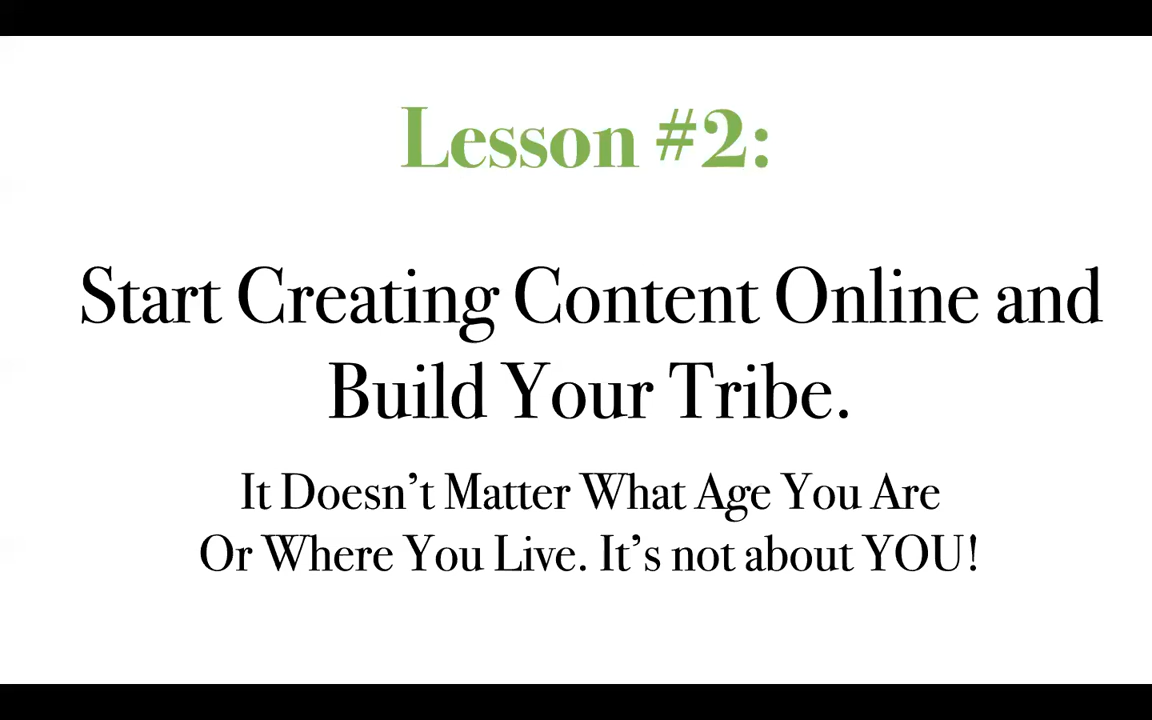 Lesson #2:
Start Creating Content Online and
Build Your Tribe.
It Doesn’t Matter What Age You Are
Or Where You Live. It’s not about YOU!